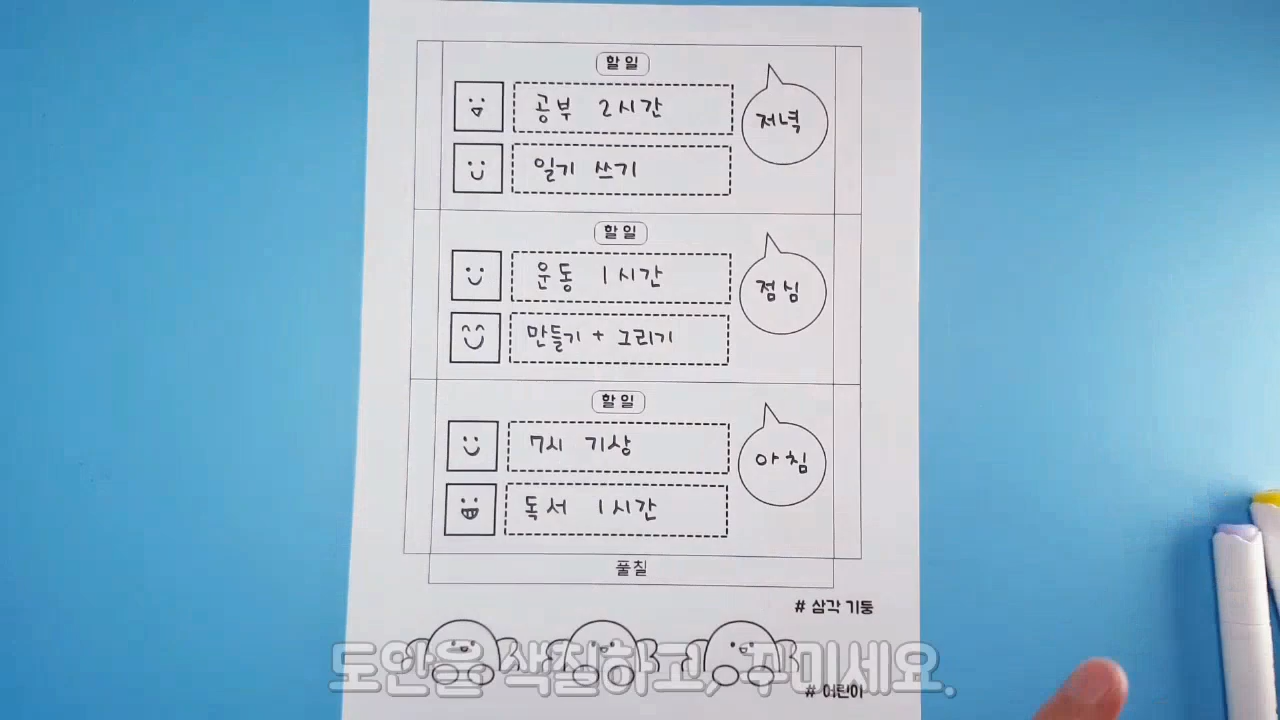 할일
공부 2시간
저녁
일기 쓰기
할일
운동 1시간
점심
만들기 + 그리기
할일
7시 기상
아침
독서 1시간
풀칠
# 삼각 기둥
도안을 색칠하고, 꾸미세요.
# 어린이